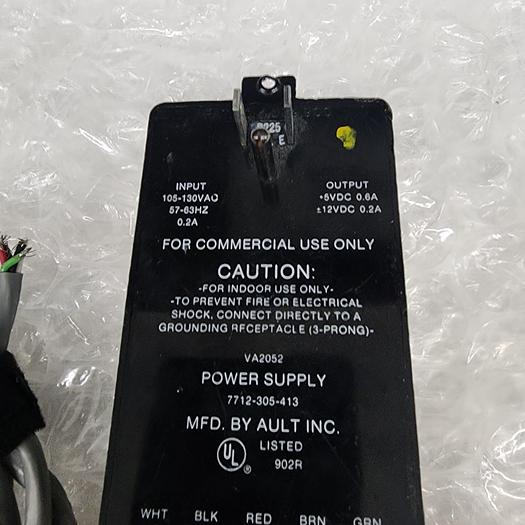 INPUT
105-130VAC
57-63HZ
0.2A
OUTPUT
+5VDC 0.6A
±12VDC 0.2A
FOR COMMERCIAL USE ONLY
CAUTION:
-FOR INDOOR USE ONLY-
-TO PREVENT FIRE OR ELECTRICAL
SHOCK, CONNECT DIRECTLY TO A
GROUNDING RECEPTACLE (3-PRONG)-
VA2052
POWER SUPPLY
7712-305-413
MFD. BY AULT INC.
UL
®
LISTED
902R
WHT BLK RED BRN GRN